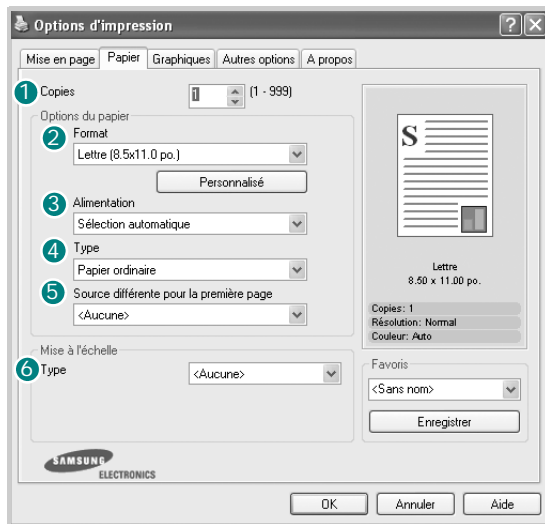 Options d'impression
Mise en page Papier Graphiques Autres options A propos
1 Copies 1 (1 - 999)
Options du papier
2 Format
Lettre (8.5x11.0 po.)
Personnalisé
3 Alimentation
Sélection automatique
4 Type
Papier ordinaire
5 Source différente pour la première page
<Aucune>
Mise à l'échelle
6 Type <Aucune>
S
Lettre
8.50 x 11.00 po.
Copies: 1
Résolution: Normal
Couleur: Auto
Favoris
<Sans nom>
Enregistrer
SAMSUNG
ELECTRONICS
OK Annuler Aide